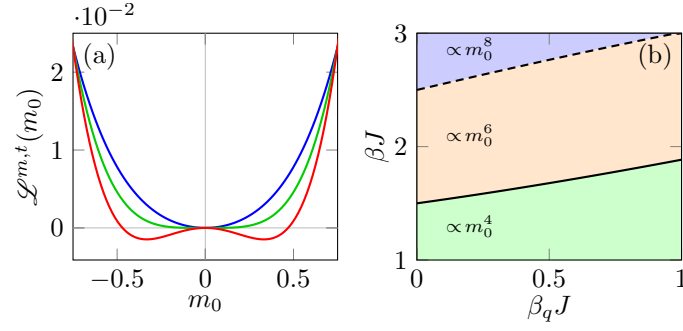 ·10⁻²
(a)
2
1
0
ℒ^{m,t}(m₀)
−0.5
0
0.5
m₀
(b)
3
2
1
βJ
∝m₀⁸
∝m₀⁶
∝m₀⁴
0
0.5
1
β_qJ